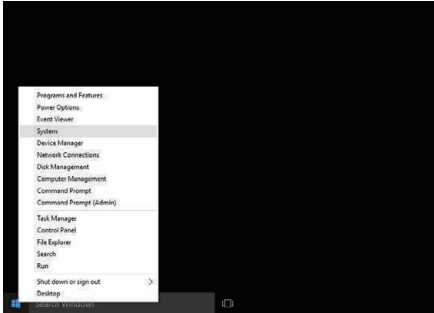 Programs and Features
Power Options
Event Viewer
System
Device Manager
Network Connections
Disk Management
Computer Management
Command Prompt
Command Prompt (Admin)
Task Manager
Control Panel
File Explorer
Search
Run
Shut down or sign out
Desktop
Search Windows